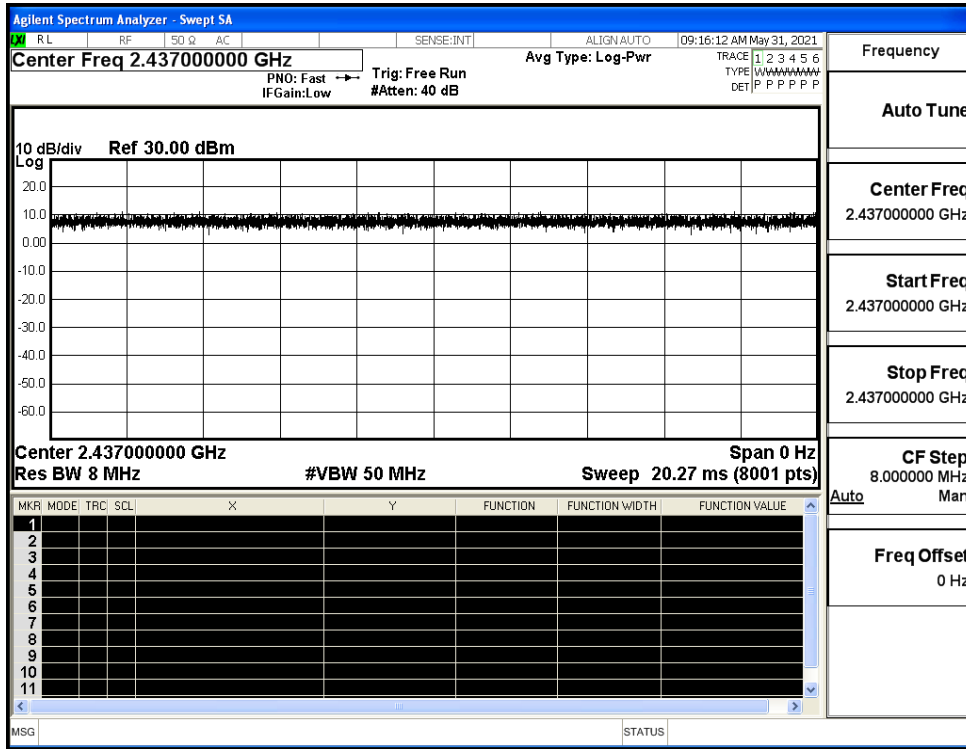 Agilent Spectrum Analyzer - Swept SA
LXI RL RF 50 Ω AC SENSE:INT ALIGN AUTO 09:16:12 AM May 31, 2021
Center Freq 2.437000000 GHz
PNO: Fast
IFGain:Low
Trig: Free Run
#Atten: 40 dB
Avg Type: Log-Pwr
TRACE 1 2 3 4 5 6
TYPE WWWWWW
DET P P P P P P
10 dB/div Ref 30.00 dBm
Log
20.0
10.0
0.00
-10.0
-20.0
-30.0
-40.0
-50.0
-60.0
Center 2.437000000 GHz Span 0 Hz
Res BW 8 MHz #VBW 50 MHz Sweep 20.27 ms (8001 pts)
MKR MODE TRC SCL X Y FUNCTION FUNCTION WIDTH FUNCTION VALUE
1
2
3
4
5
6
7
8
9
10
11
MSG STATUS
Frequency
Auto Tune
Center Freq
2.437000000 GHz
Start Freq
2.437000000 GHz
Stop Freq
2.437000000 GHz
CF Step
8.000000 MHz
Auto Man
Freq Offset
0 Hz